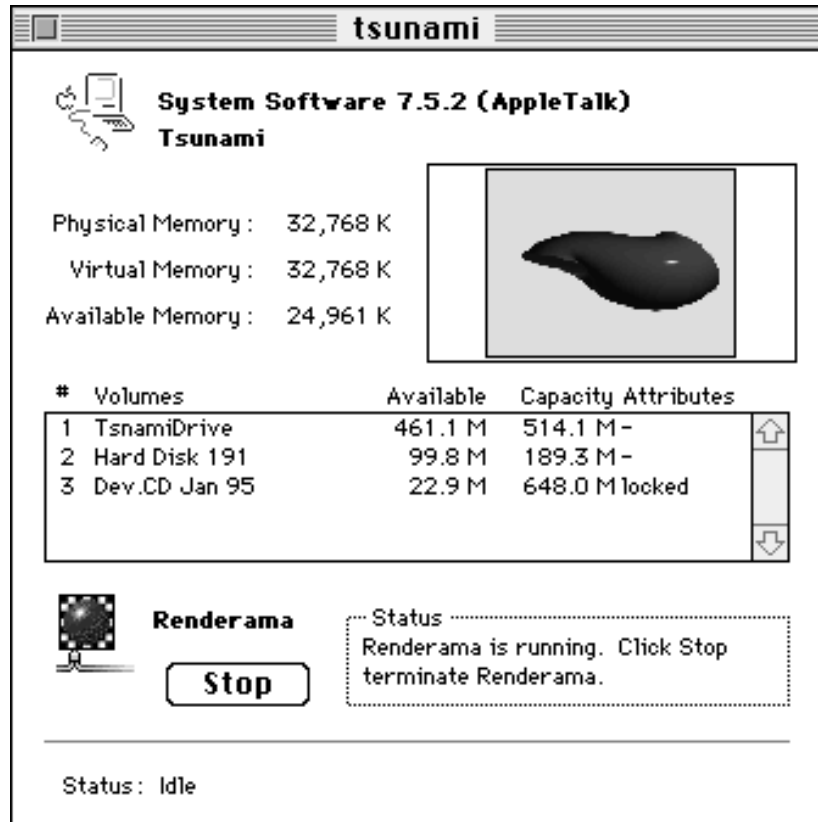 tsunami
System Software 7.5.2 (AppleTalk)
Tsunami
Physical Memory: 32,768 K
Virtual Memory: 32,768 K
Available Memory: 24,961 K
# Volumes Available Capacity Attributes
1 TsnamiDrive 461.1 M 514.1 M -
2 Hard Disk 191 99.8 M 189.3 M -
3 Dev.CD Jan 95 22.9 M 648.0 M locked
Renderama
Stop
Status
Renderama is running. Click Stop
terminate Renderama.
Status: Idle